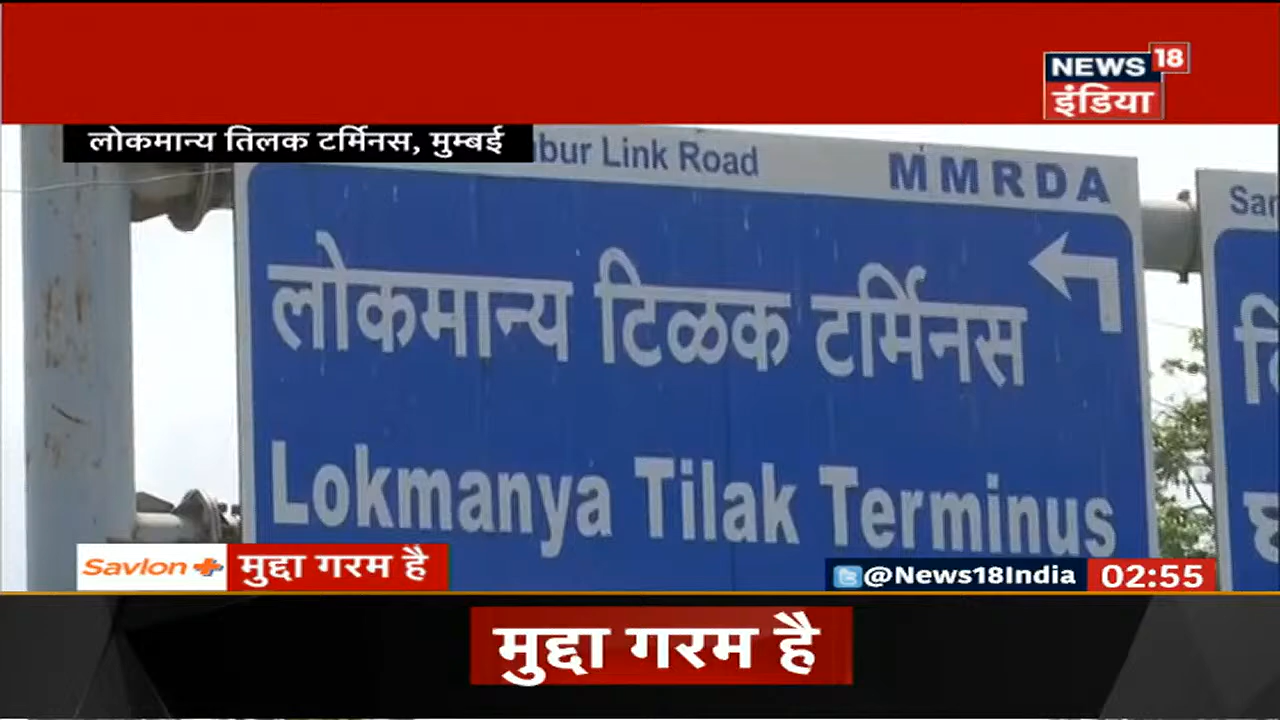 NEWS 18
इंडिया
लोकमान्य तिलक टर्मिनस, मुम्बई
Link Road
MMRDA
लोकमान्य टिळक टर्मिनस
Lokmanya Tilak Terminus
Savlon
मुद्दा गरम है
@News18India
02:55
मुद्दा गरम है